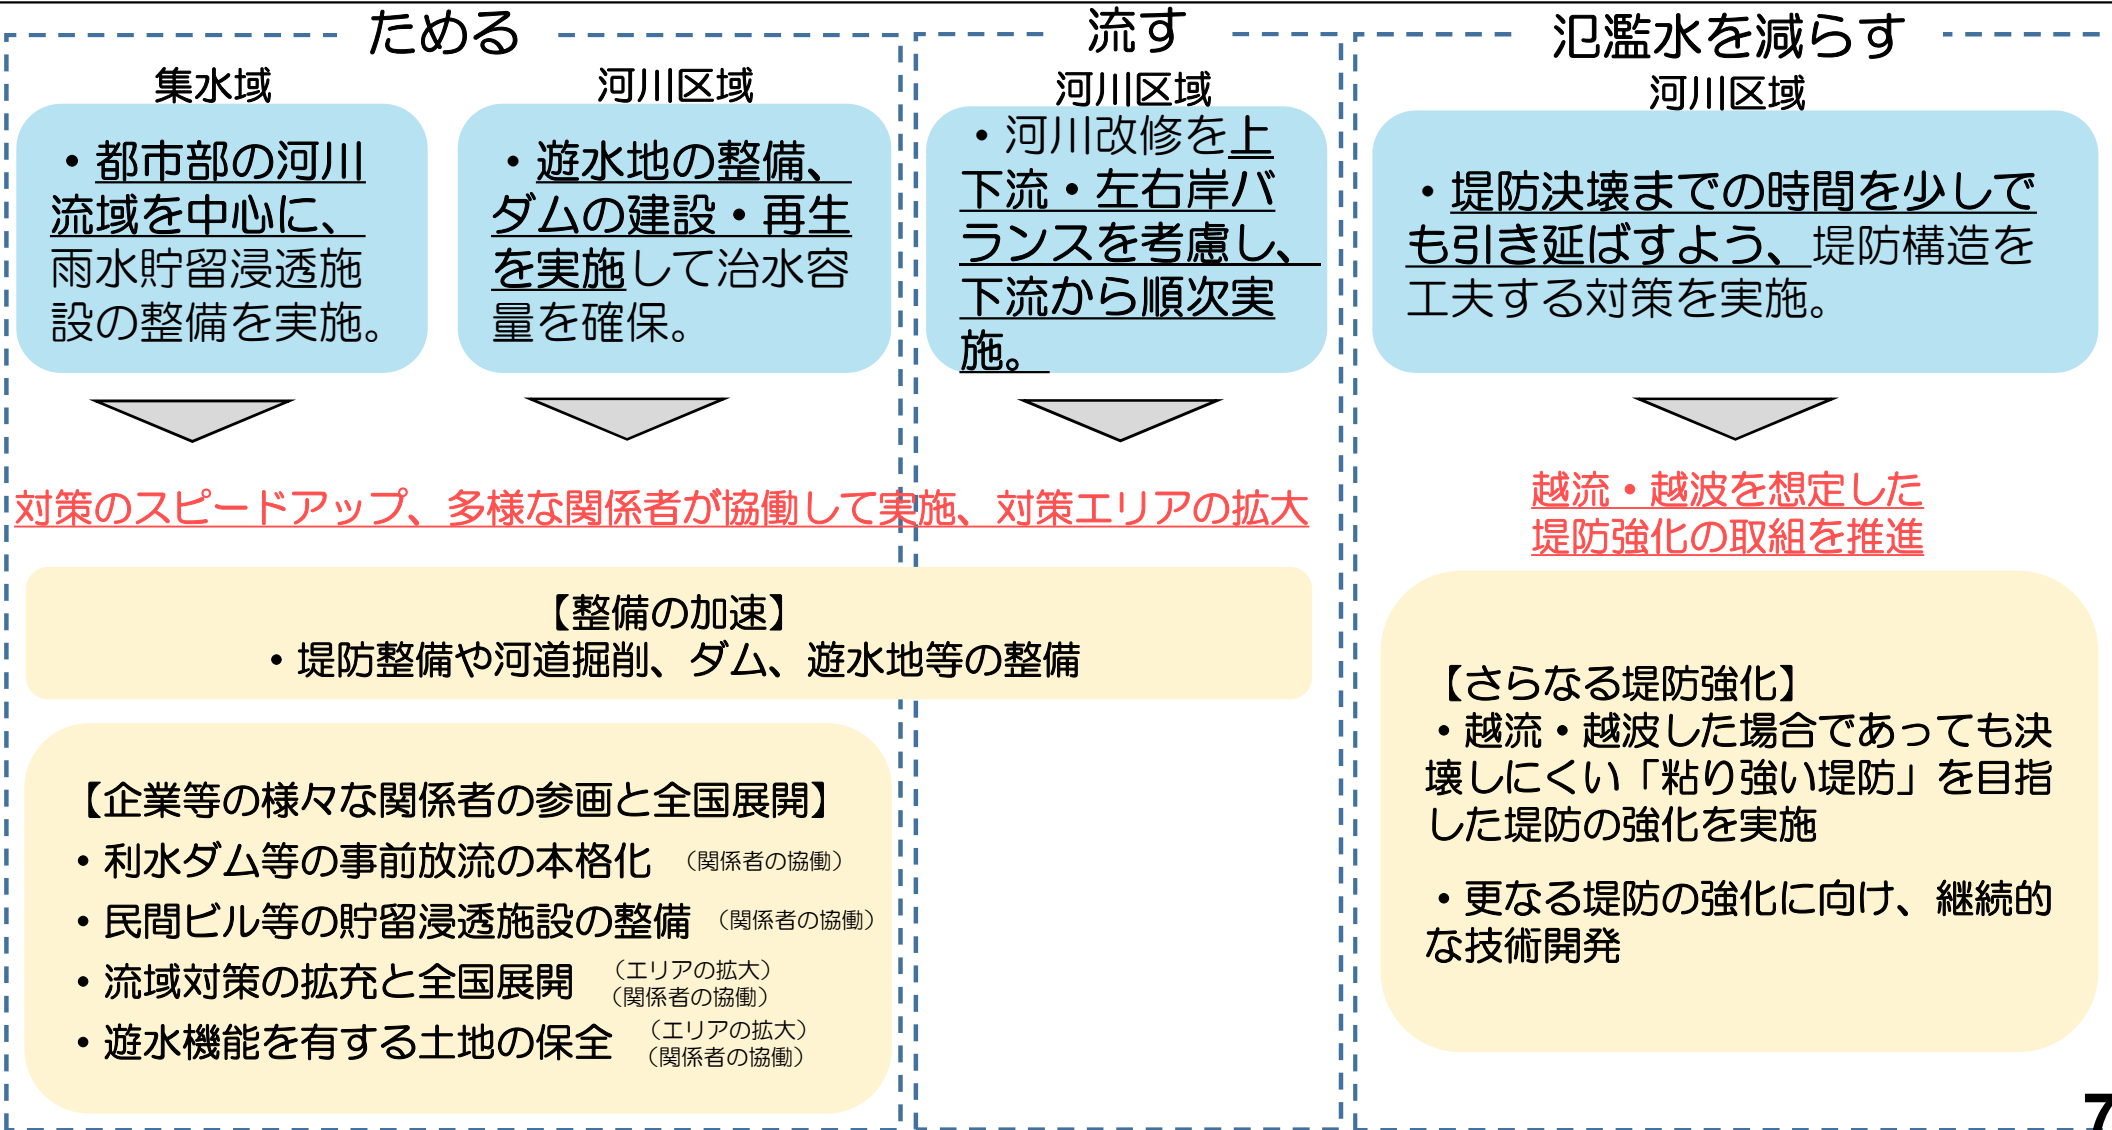 ためる
集水域
・都市部の河川
流域を中心に、
雨水貯留浸透施
設の整備を実施。
河川区域
・遊水地の整備、
ダムの建設・再生
を実施して治水容
量を確保。
流す
河川区域
・河川改修を上
下流・左右岸バ
ランスを考慮し、
下流から順次実
施。
氾濫水を減らす
河川区域
・堤防決壊までの時間を少しで
も引き延ばすよう、堤防構造を
工夫する対策を実施。
対策のスピードアップ、多様な関係者が協働して実施、対策エリアの拡大
【整備の加速】
・堤防整備や河道掘削、ダム、遊水地等の整備
【企業等の様々な関係者の参画と全国展開】
・利水ダム等の事前放流の本格化 （関係者の協働）
・民間ビル等の貯留浸透施設の整備 （関係者の協働）
・流域対策の拡充と全国展開 （エリアの拡大）
（関係者の協働）
・遊水機能を有する土地の保全 （エリアの拡大）
（関係者の協働）
越流・越波を想定した
堤防強化の取組を推進
【さらなる堤防強化】
・越流・越波した場合であっても決
壊しにくい「粘り強い堤防」を目指
した堤防の強化を実施
・更なる堤防の強化に向け、継続的
な技術開発
7